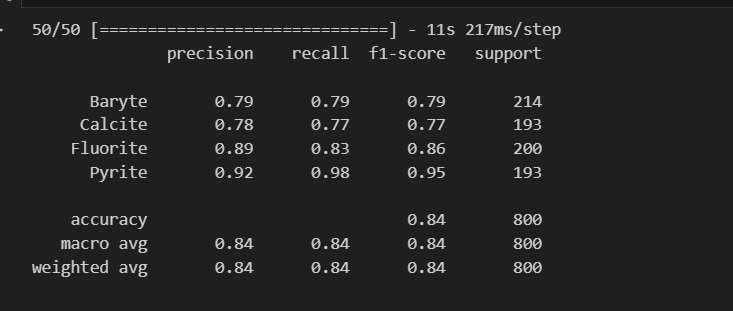 50/50 [==============================] - 11s 217ms/step
precision recall f1-score support
Baryte 0.79 0.79 0.79 214
Calcite 0.78 0.77 0.77 193
Fluorite 0.89 0.83 0.86 200
Pyrite 0.92 0.98 0.95 193
accuracy 0.84 800
macro avg 0.84 0.84 0.84 800
weighted avg 0.84 0.84 0.84 800